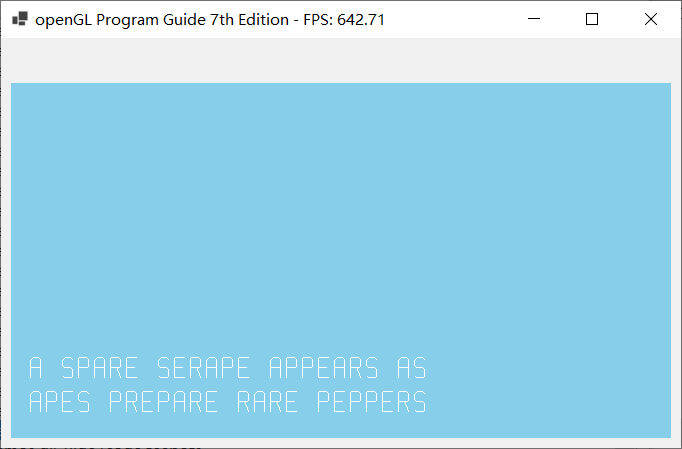 openGL Program Guide 7th Edition - FPS: 642.71
A SPARE SERAPE APPEARS AS
APES PREPARE RARE PEPPERS